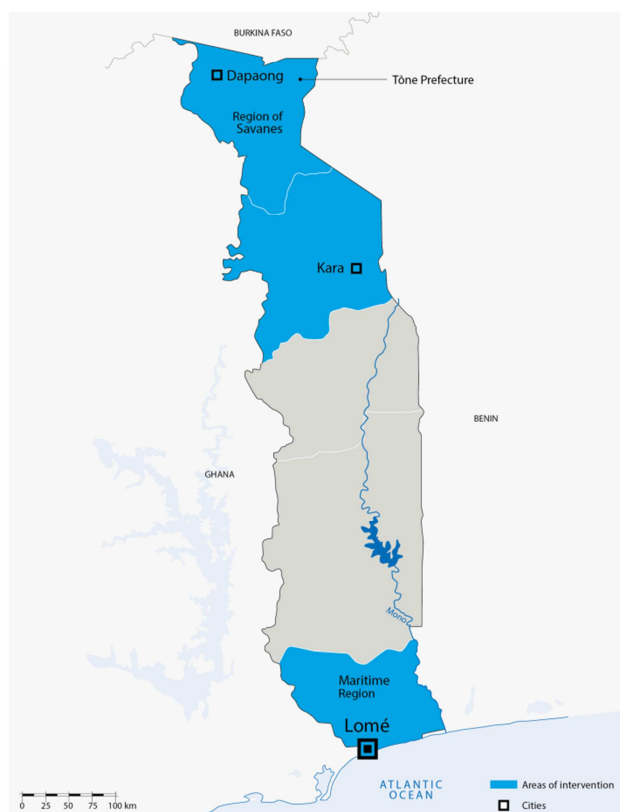 BURKINA FASO
Dapaong
Tône Prefecture
Region of
Savanes
Kara
BENIN
GHANA
Mono
Maritime
Region
Lomé
ATLANTIC
OCEAN
0 25 50 75 100 km
Areas of intervention
Cities